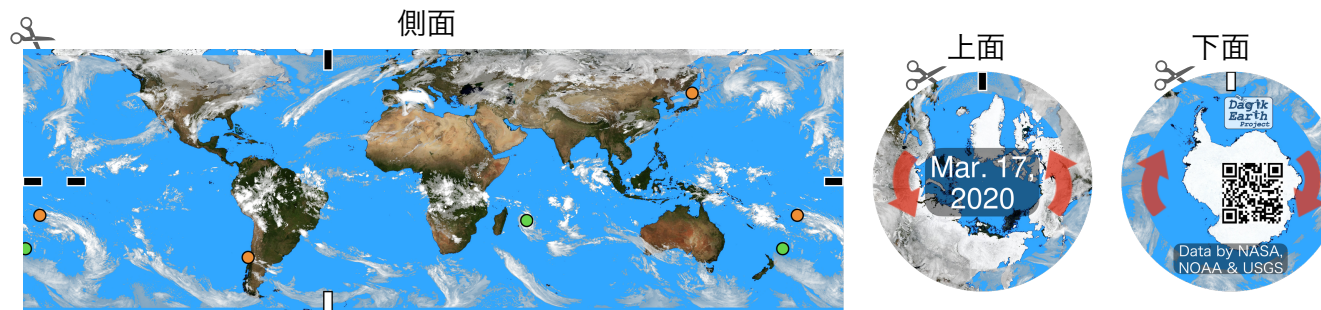 側面
上面
下面
Mar. 17,
2020
Dagik
Earth
Project
Data by NASA,
NOAA & USGS